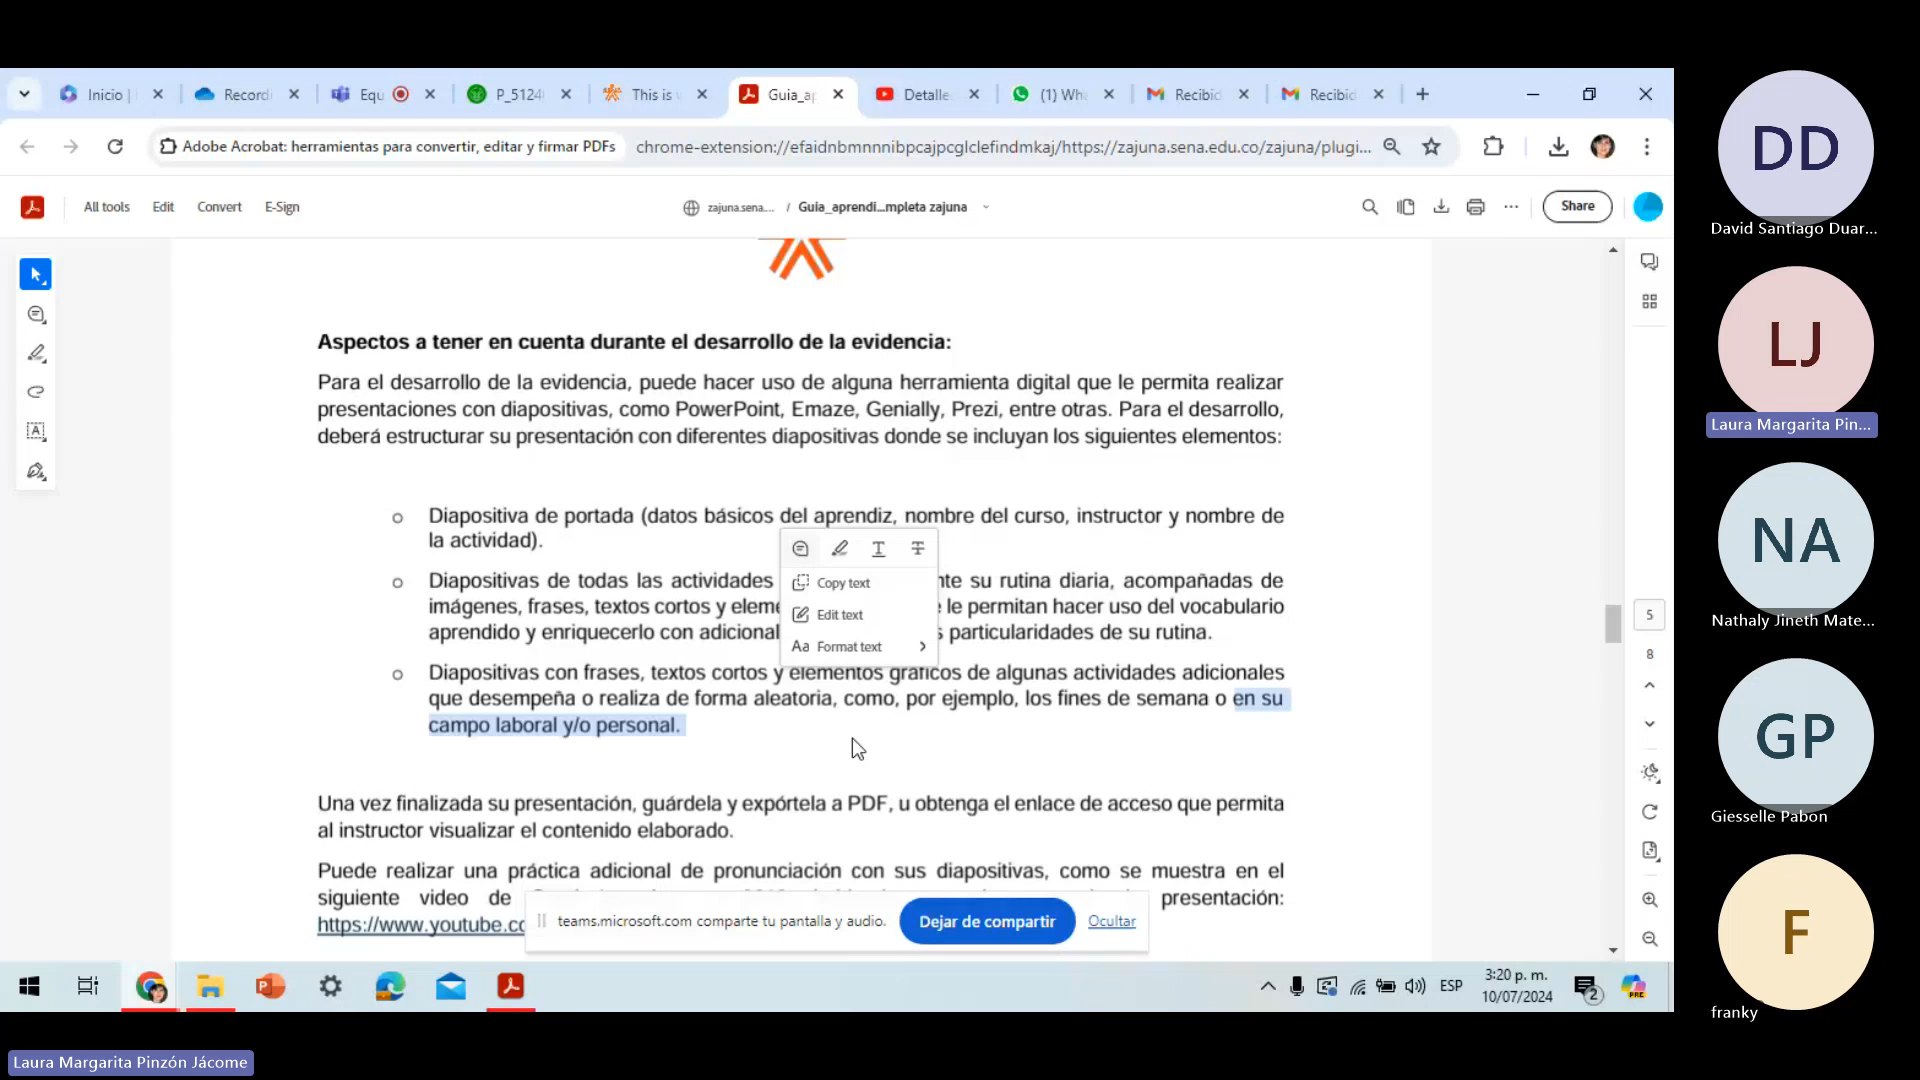 Inicio |
Recordi
Equ
P_5124
This is
Guia_ap
Detalle
(1) Wh
Recibid
Recibid
Adobe Acrobat: herramientas para convertir, editar y firmar PDFs
chrome-extension://efaidnbmnnnibpcajpcglclefindmkaj/https://zajuna.sena.edu.co/zajuna/plugi...
All tools
Edit
Convert
E-Sign
zajuna.sena.... / Guia_aprendi...mpleta zajuna
Share
Aspectos a tener en cuenta durante el desarrollo de la evidencia:
Para el desarrollo de la evidencia, puede hacer uso de alguna herramienta digital que le permita realizar
presentaciones con diapositivas, como PowerPoint, Emaze, Genially, Prezi, entre otras. Para el desarrollo,
deberá estructurar su presentación con diferentes diapositivas donde se incluyan los siguientes elementos:
o Diapositiva de portada (datos básicos del aprendiz, nombre del curso, instructor y nombre de
la actividad).
o Diapositivas de todas las actividades nte su rutina diaria, acompañadas de
imágenes, frases, textos cortos y eleme le permitan hacer uso del vocabulario
aprendido y enriquecerlo con adicional s particularidades de su rutina.
Copy text
Edit text
Aa Format text
o Diapositivas con frases, textos cortos y elementos gráficos de algunas actividades adicionales
que desempeña o realiza de forma aleatoria, como, por ejemplo, los fines de semana o en su
campo laboral y/o personal.
Una vez finalizada su presentación, guárdela y expórtela a PDF, u obtenga el enlace de acceso que permita
al instructor visualizar el contenido elaborado.
Puede realizar una práctica adicional de pronunciación con sus diapositivas, como se muestra en el
siguiente video de presentación:
https://www.youtube.co
teams.microsoft.com comparte tu pantalla y audio.
Dejar de compartir
Ocultar
5
8
ESP
3:20 p. m.
10/07/2024
2
PRE
DD
David Santiago Duar...
LJ
Laura Margarita Pin...
NA
Nathaly Jineth Mate...
GP
Giesselle Pabon
F
franky
Laura Margarita Pinzón Jácome